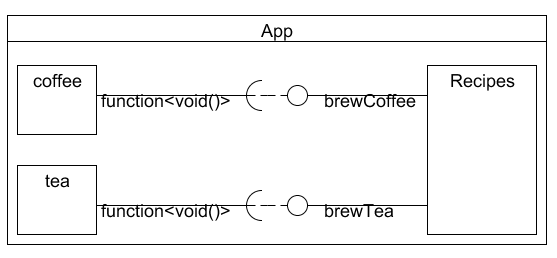 App
coffee
function<void()>
brewCoffee
Recipes
tea
function<void()>
brewTea